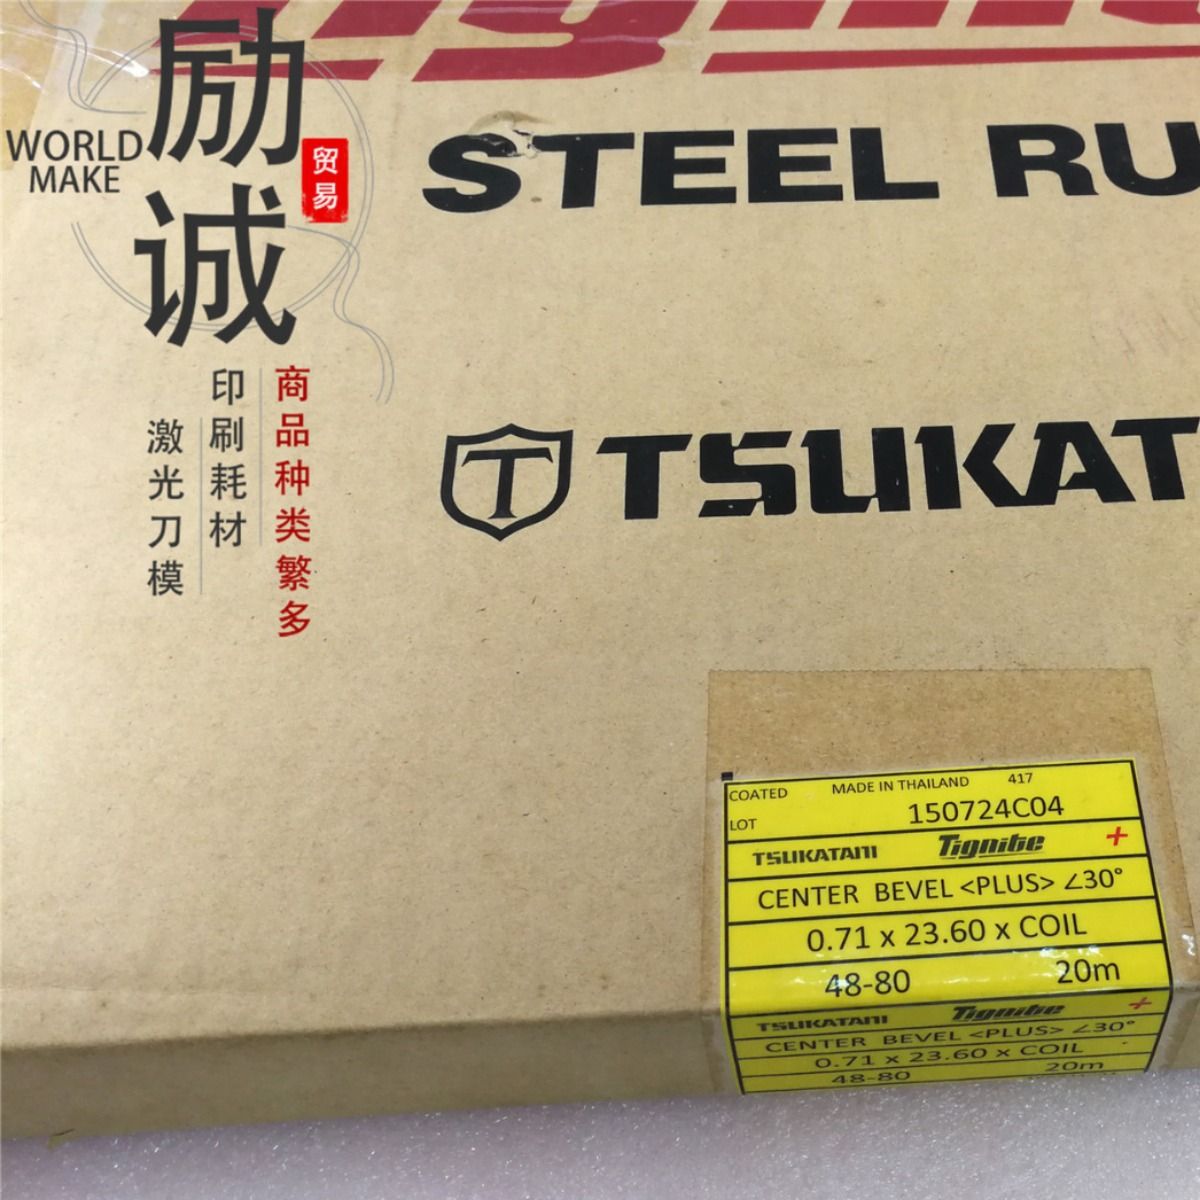 WORLD
MAKE
励诚
贸易
商品种类繁多
印刷耗材
激光刀模
STEEL RU
TSUKAT
COATED MADE IN THAILAND 417
LOT 150724C04
TSUKATANI Tignite +
CENTER BEVEL <PLUS> ∠30°
0.71 x 23.60 x COIL
48-80 20m
TSUKATANI Tignite +
CENTER BEVEL <PLUS> ∠30°
0.71 x 23.60 x COIL
48-80 20m